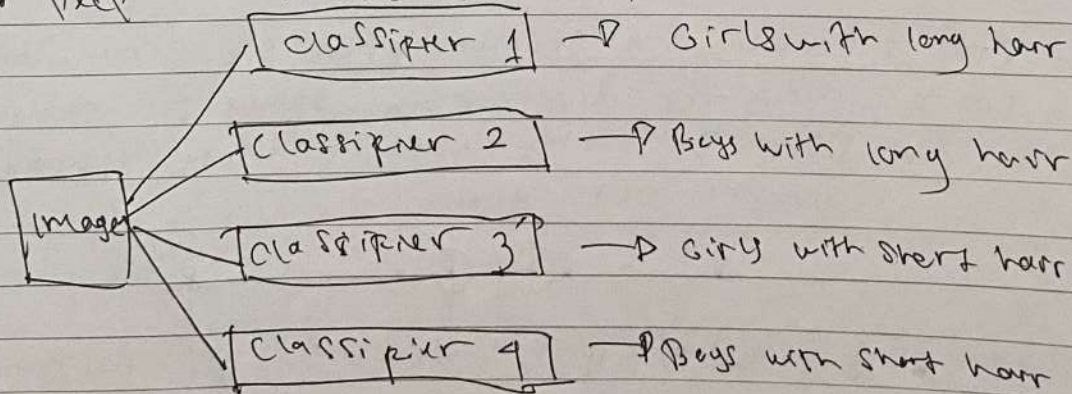 Classifier 1 → Girls with long hair
Classifier 2 → Boys with long hair
Image
Classifier 3 → Girls with short hair
Classifier 4 → Boys with short hair